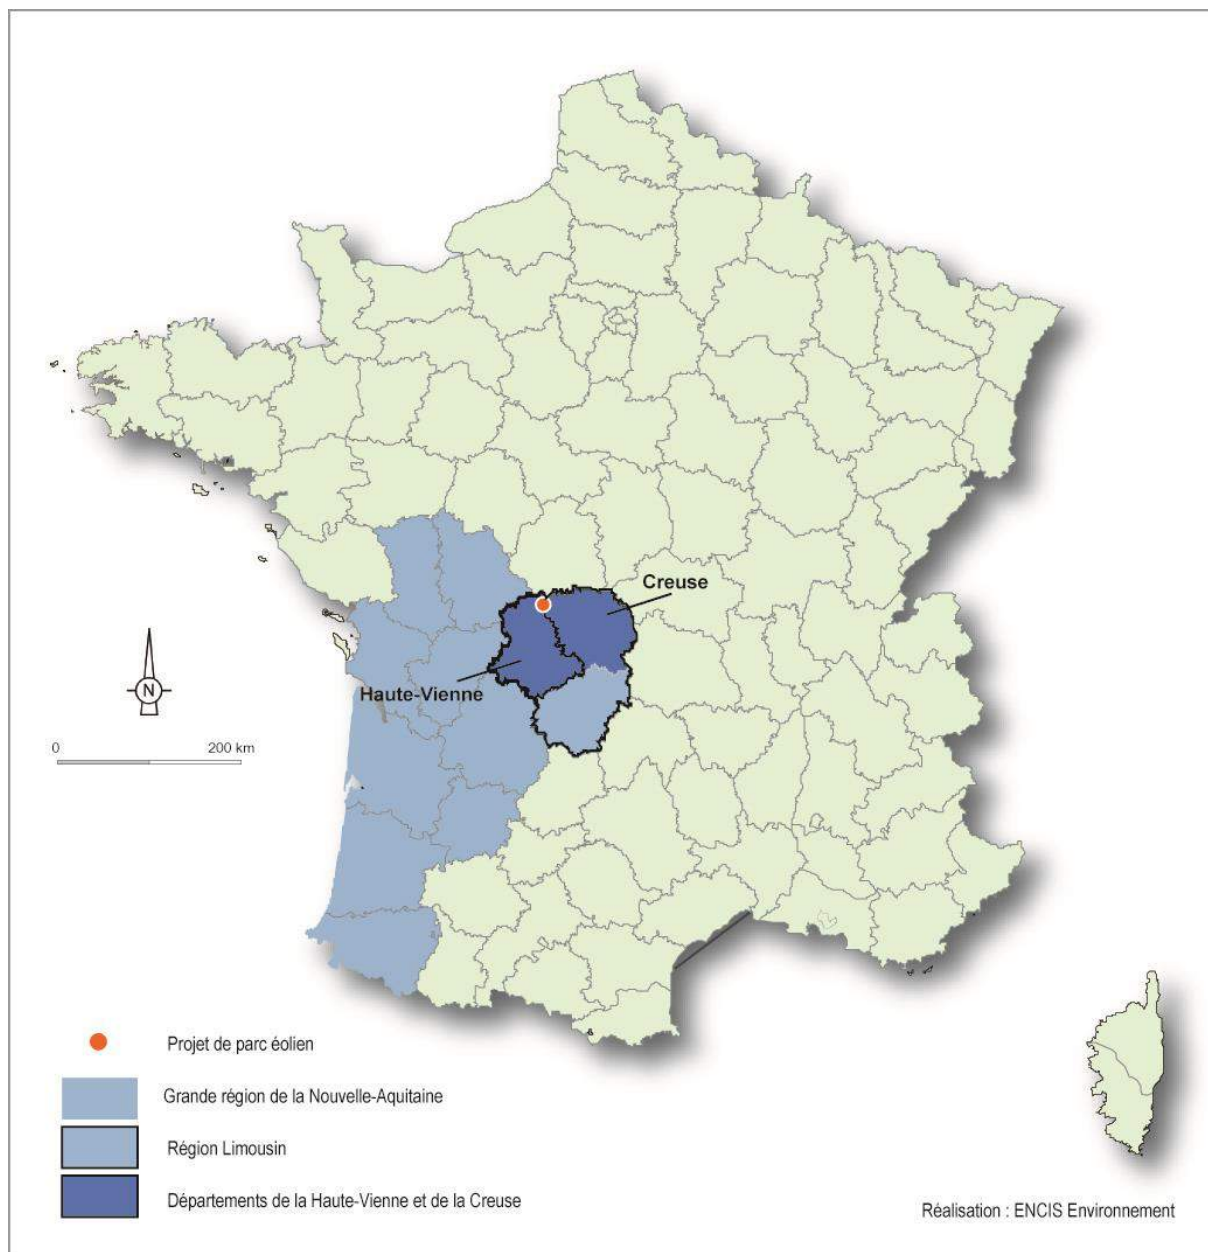 Creuse
Haute-Vienne
N
0 200 km
Projet de parc éolien
Grande région de la Nouvelle-Aquitaine
Région Limousin
Départements de la Haute-Vienne et de la Creuse
Réalisation : ENCIS Environnement